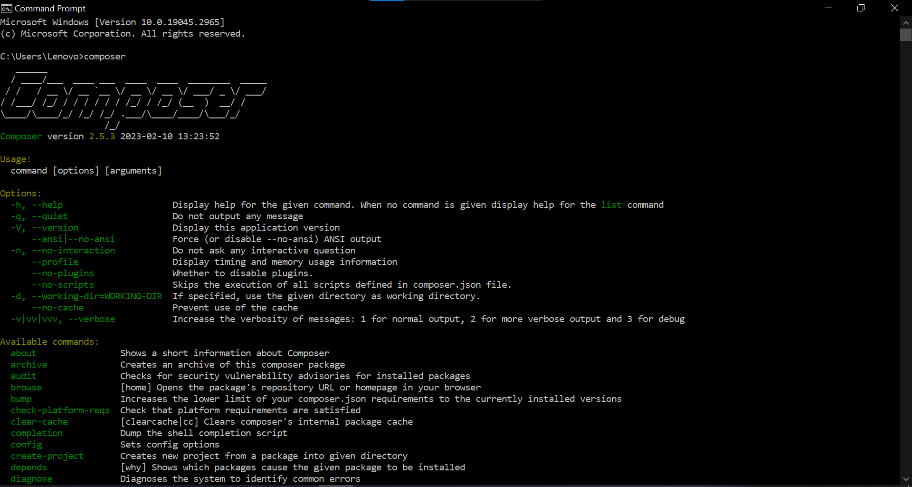 Command Prompt
Microsoft Windows [Version 10.0.19045.2965]
(c) Microsoft Corporation. All rights reserved.
C:\Users\Lenovo>composer
Composer
Composer version 2.5.3 2023-02-10 13:23:52
Usage:
command [options] [arguments]
Options:
-h, --help Display help for the given command. When no command is given display help for the list command
-q, --quiet Do not output any message
-V, --version Display this application version
--ansi|--no-ansi Force (or disable --no-ansi) ANSI output
-n, --no-interaction Do not ask any interactive question
--profile Display timing and memory usage information
--no-plugins Whether to disable plugins.
--no-scripts Skips the execution of all scripts defined in composer.json file.
-d, --working-dir=WORKING-DIR If specified, use the given directory as working directory.
--no-cache Prevent use of the cache
-v|vv|vvv, --verbose Increase the verbosity of messages: 1 for normal output, 2 for more verbose output and 3 for debug
Available commands:
about Shows a short information about Composer
archive Creates an archive of this composer package
audit Checks for security vulnerability advisories for installed packages
browse [home] Opens the package's repository URL or homepage in your browser
bump Increases the lower limit of your composer.json requirements to the currently installed versions
check-platform-reqs Check that platform requirements are satisfied
clear-cache [clearcache|cc] Clears composer's internal package cache
completion Dump the shell completion script
config Sets config options
create-project Creates new project from a package into given directory
depends [why] Shows which packages cause the given package to be installed
diagnose Diagnoses the system to identify common errors